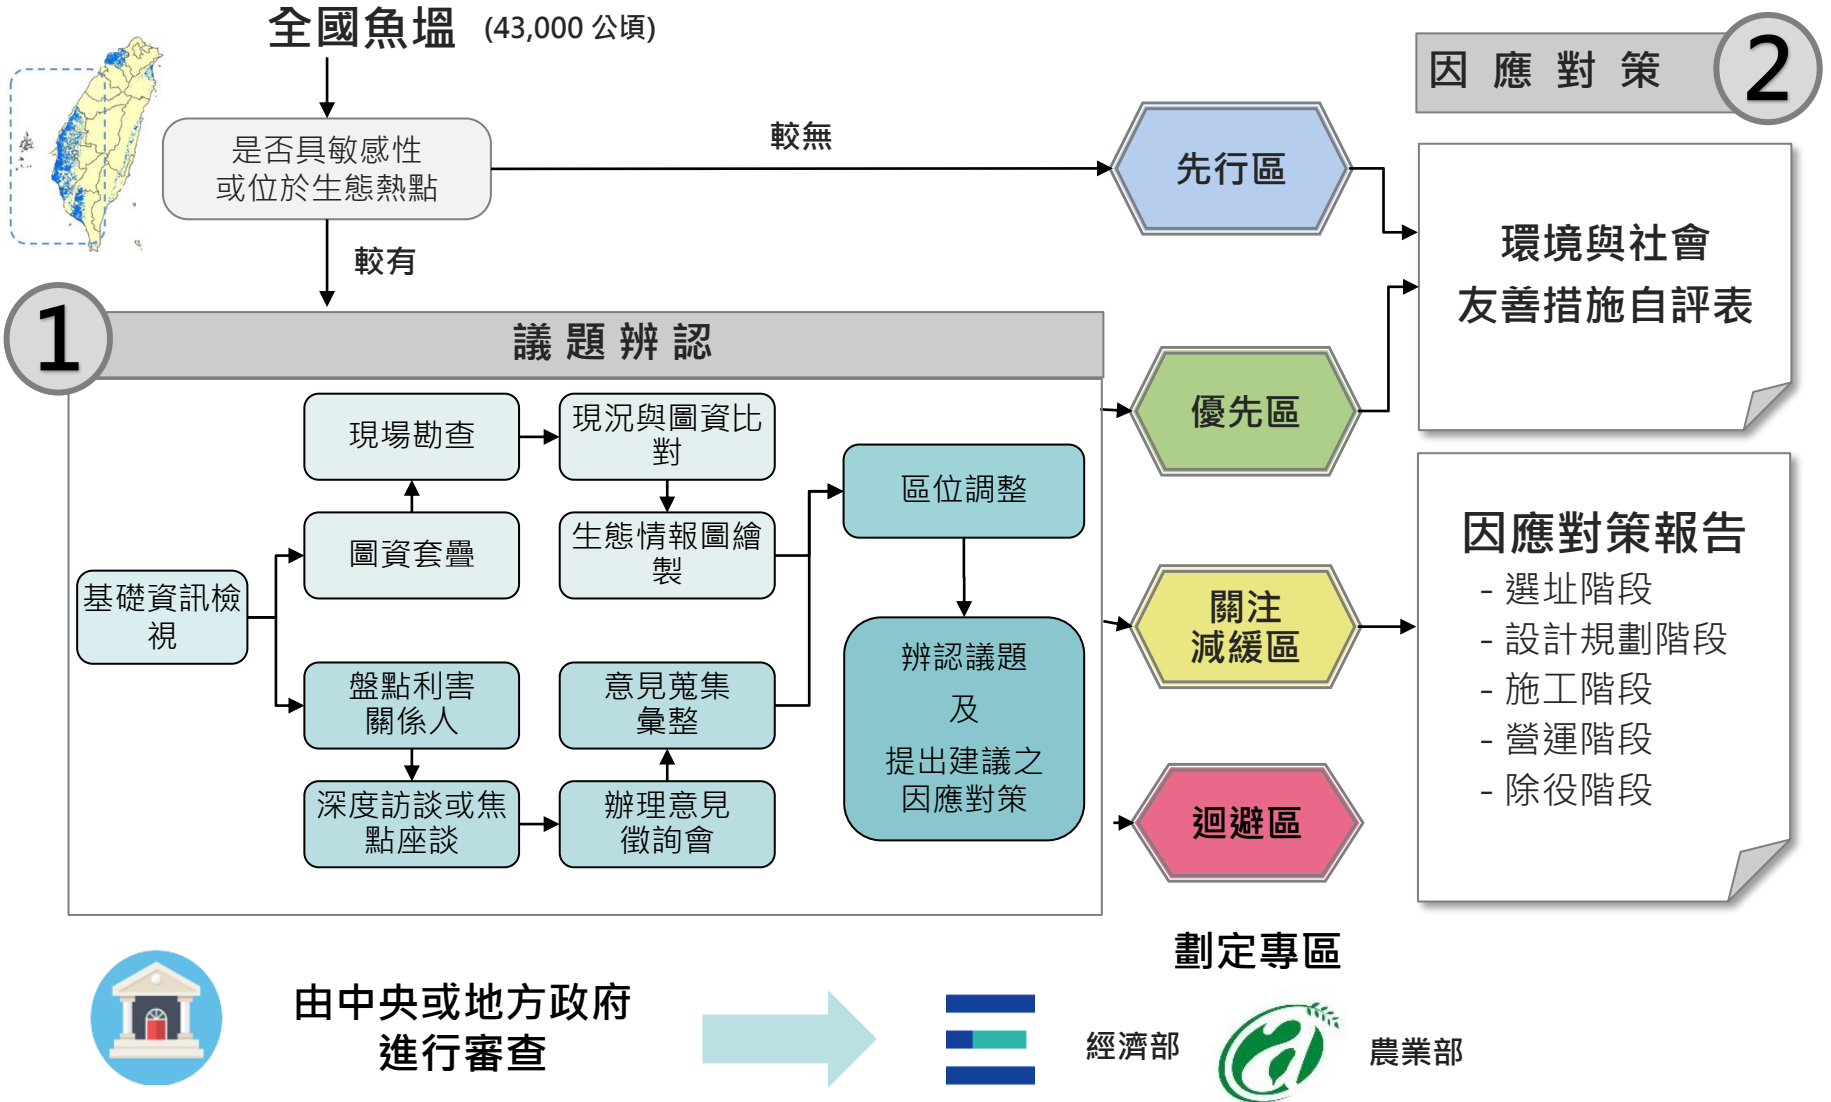 全國魚塭 (43,000 公頃)
是否具敏感性
或位於生態熱點
較無
較有
1
議題辨認
現場勘查
現況與圖資比
對
圖資套疊
生態情報圖繪
製
基礎資訊檢
視
盤點利害
關係人
意見蒐集
彙整
深度訪談或焦
點座談
辦理意見
徵詢會
區位調整
辨認議題
及
提出建議之
因應對策
先行區
優先區
關注
減緩區
迴避區
因應對策
2
環境與社會
友善措施自評表
因應對策報告
- 選址階段
- 設計規劃階段
- 施工階段
- 營運階段
- 除役階段
由中央或地方政府
進行審查
劃定專區
經濟部
農業部